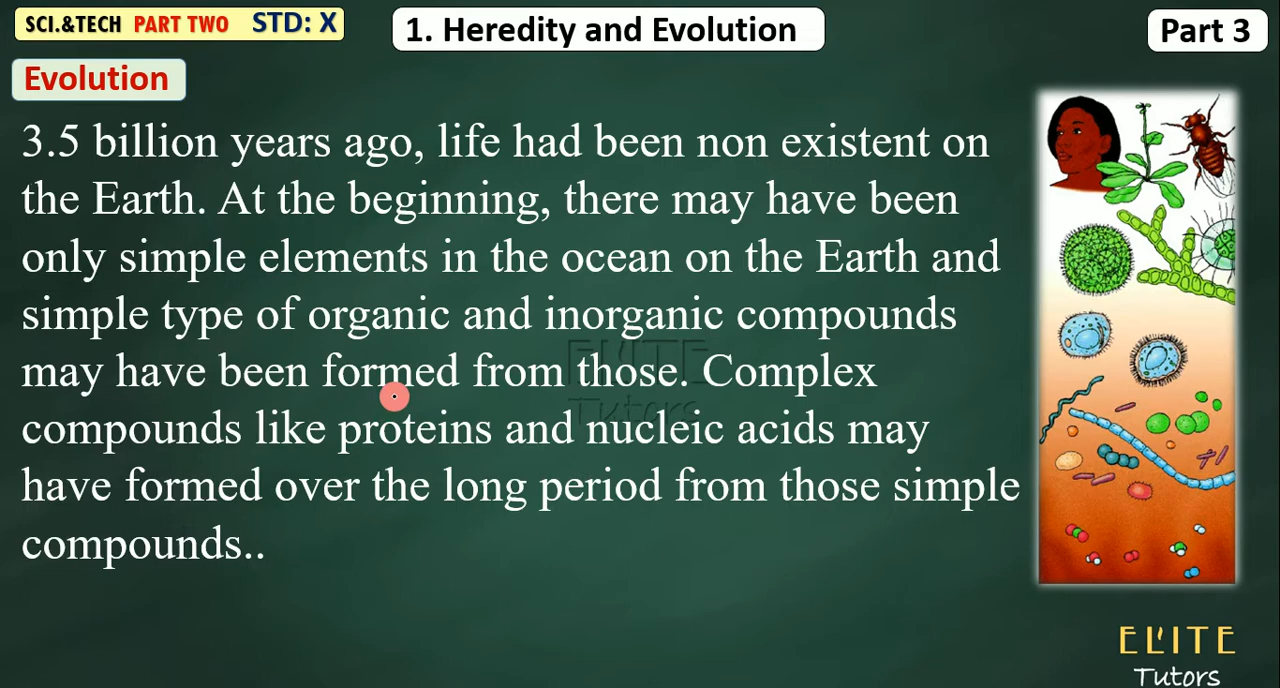 SCI.&TECH PART TWO STD: X
1. Heredity and Evolution
Part 3
Evolution
3.5 billion years ago, life had been non existent on
the Earth. At the beginning, there may have been
only simple elements in the ocean on the Earth and
simple type of organic and inorganic compounds
may have been formed from those. Complex
compounds like proteins and nucleic acids may
have formed over the long period from those simple
compounds..
ELITE
Tutors
ELITE
Tutors